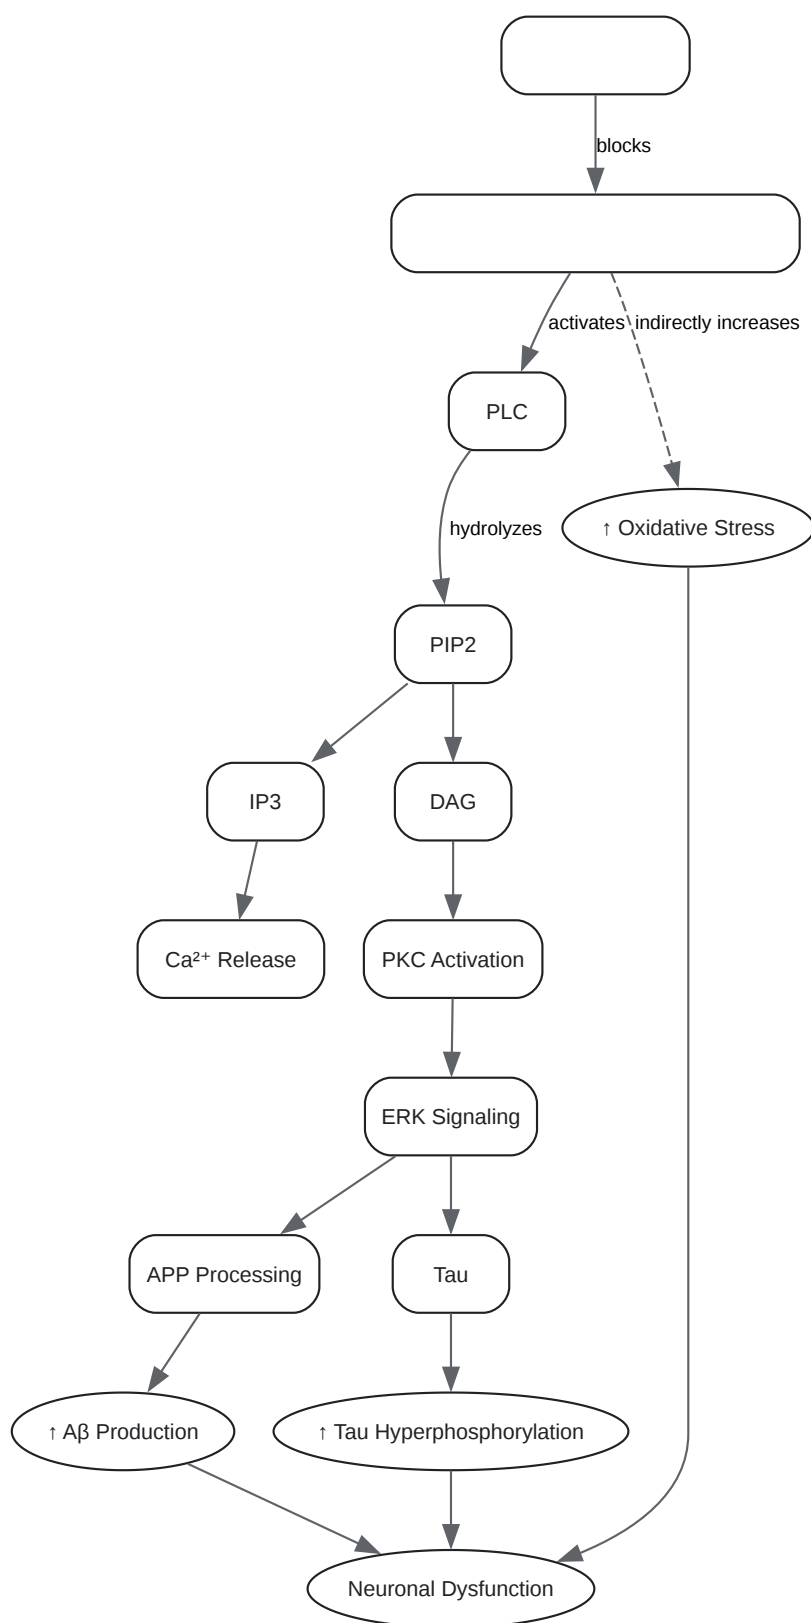 blocks
activates
indirectly increases
PLC
hydrolyzes
↑ Oxidative Stress
PIP2
IP3
DAG
Ca²⁺ Release
PKC Activation
ERK Signaling
APP Processing
Tau
↑ Aβ Production
↑ Tau Hyperphosphorylation
Neuronal Dysfunction